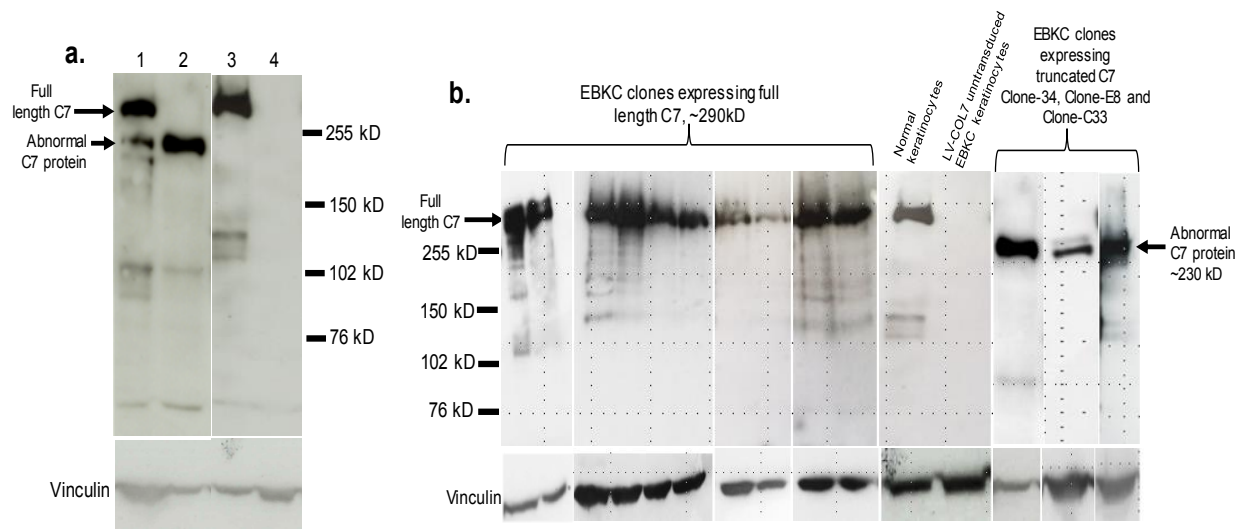 a.
1 2 3 4
Full
length C7
Abnormal
C7 protein
255 kD
150 kD
102 kD
76 kD
Vinculin
b.
EBKC clones expressing full
length C7, ~290kD
Normal
keratinocytes
LV-COL7 untransduced
EBKC keratinocytes
EBKC clones
expressing
truncated C7
Clone-34, Clone-E8 and
Clone-C33
Full
length C7
255 kD
150 kD
102 kD
76 kD
Abnormal
C7 protein
~230 kD
Vinculin